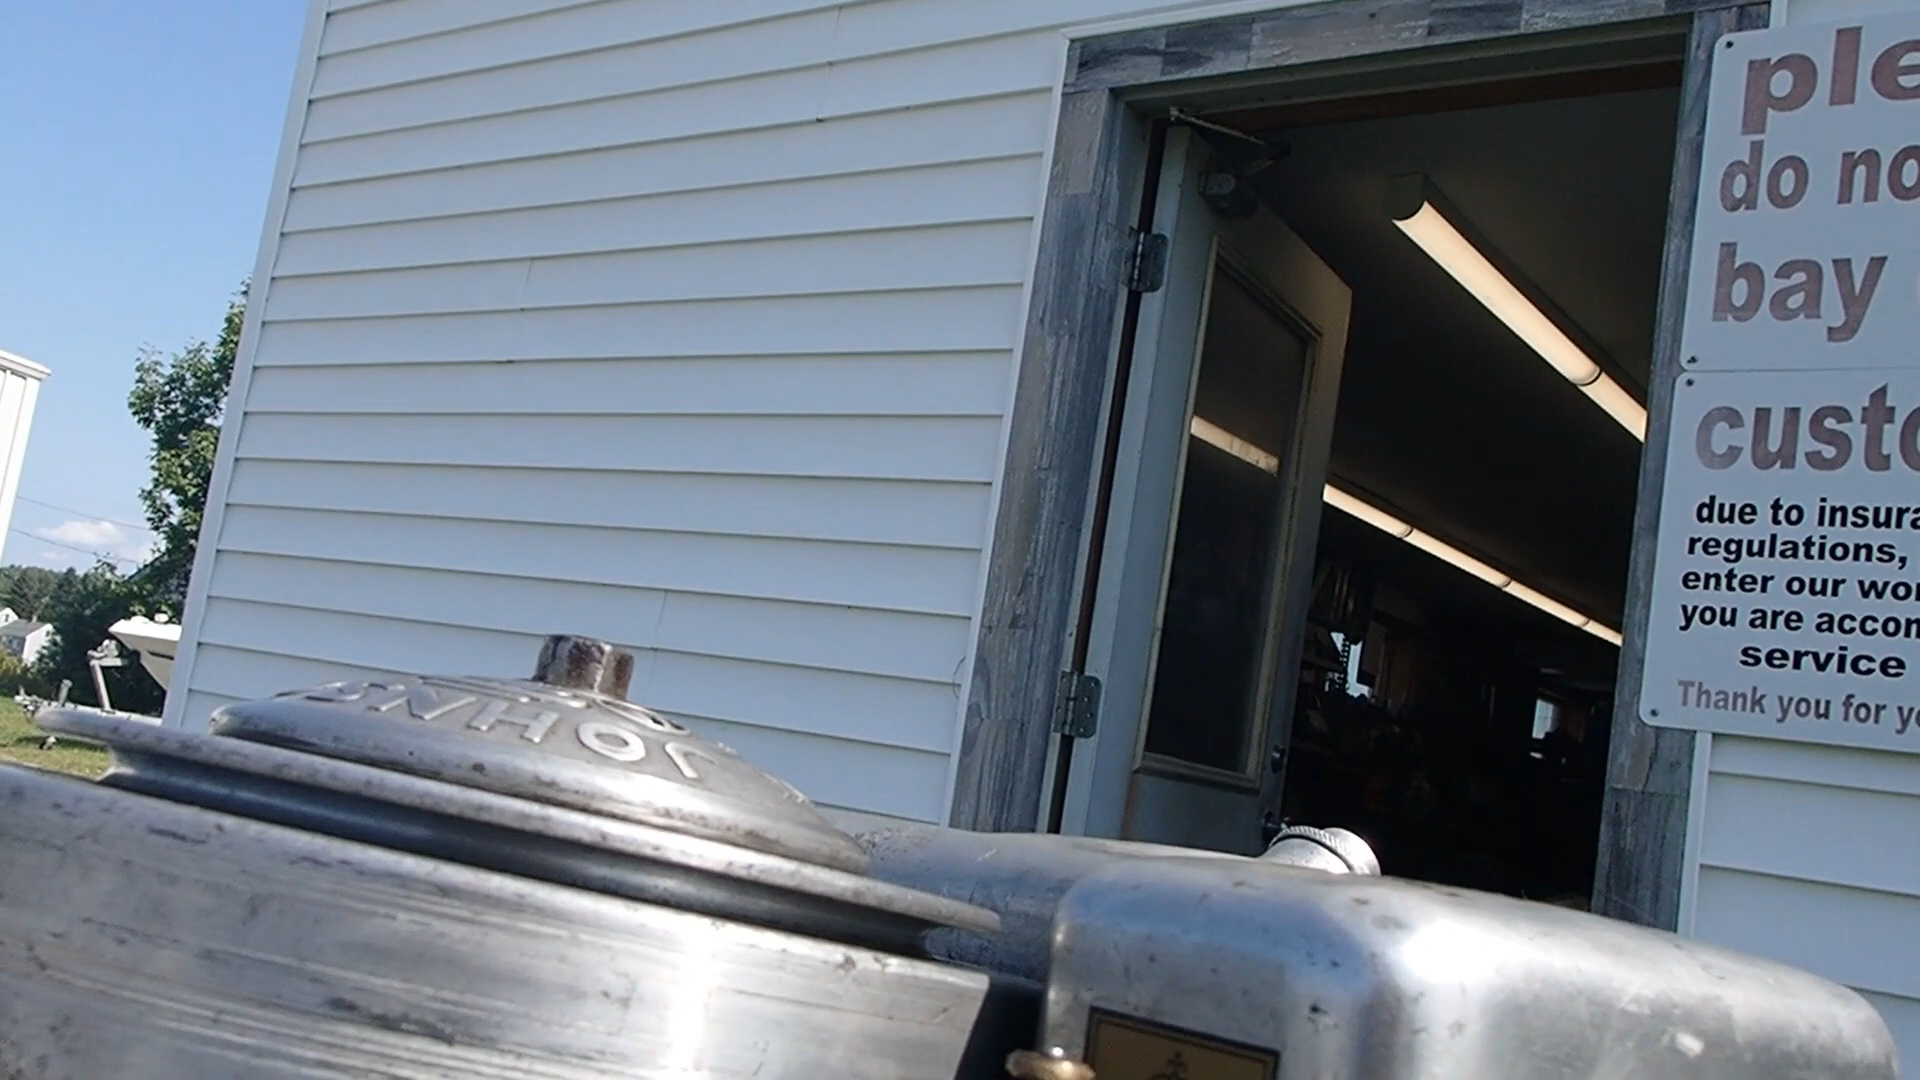 ple
do no
bay
custo
due to insura
regulations,
enter our wor
you are accom
service
Thank you for yo
JOHNS